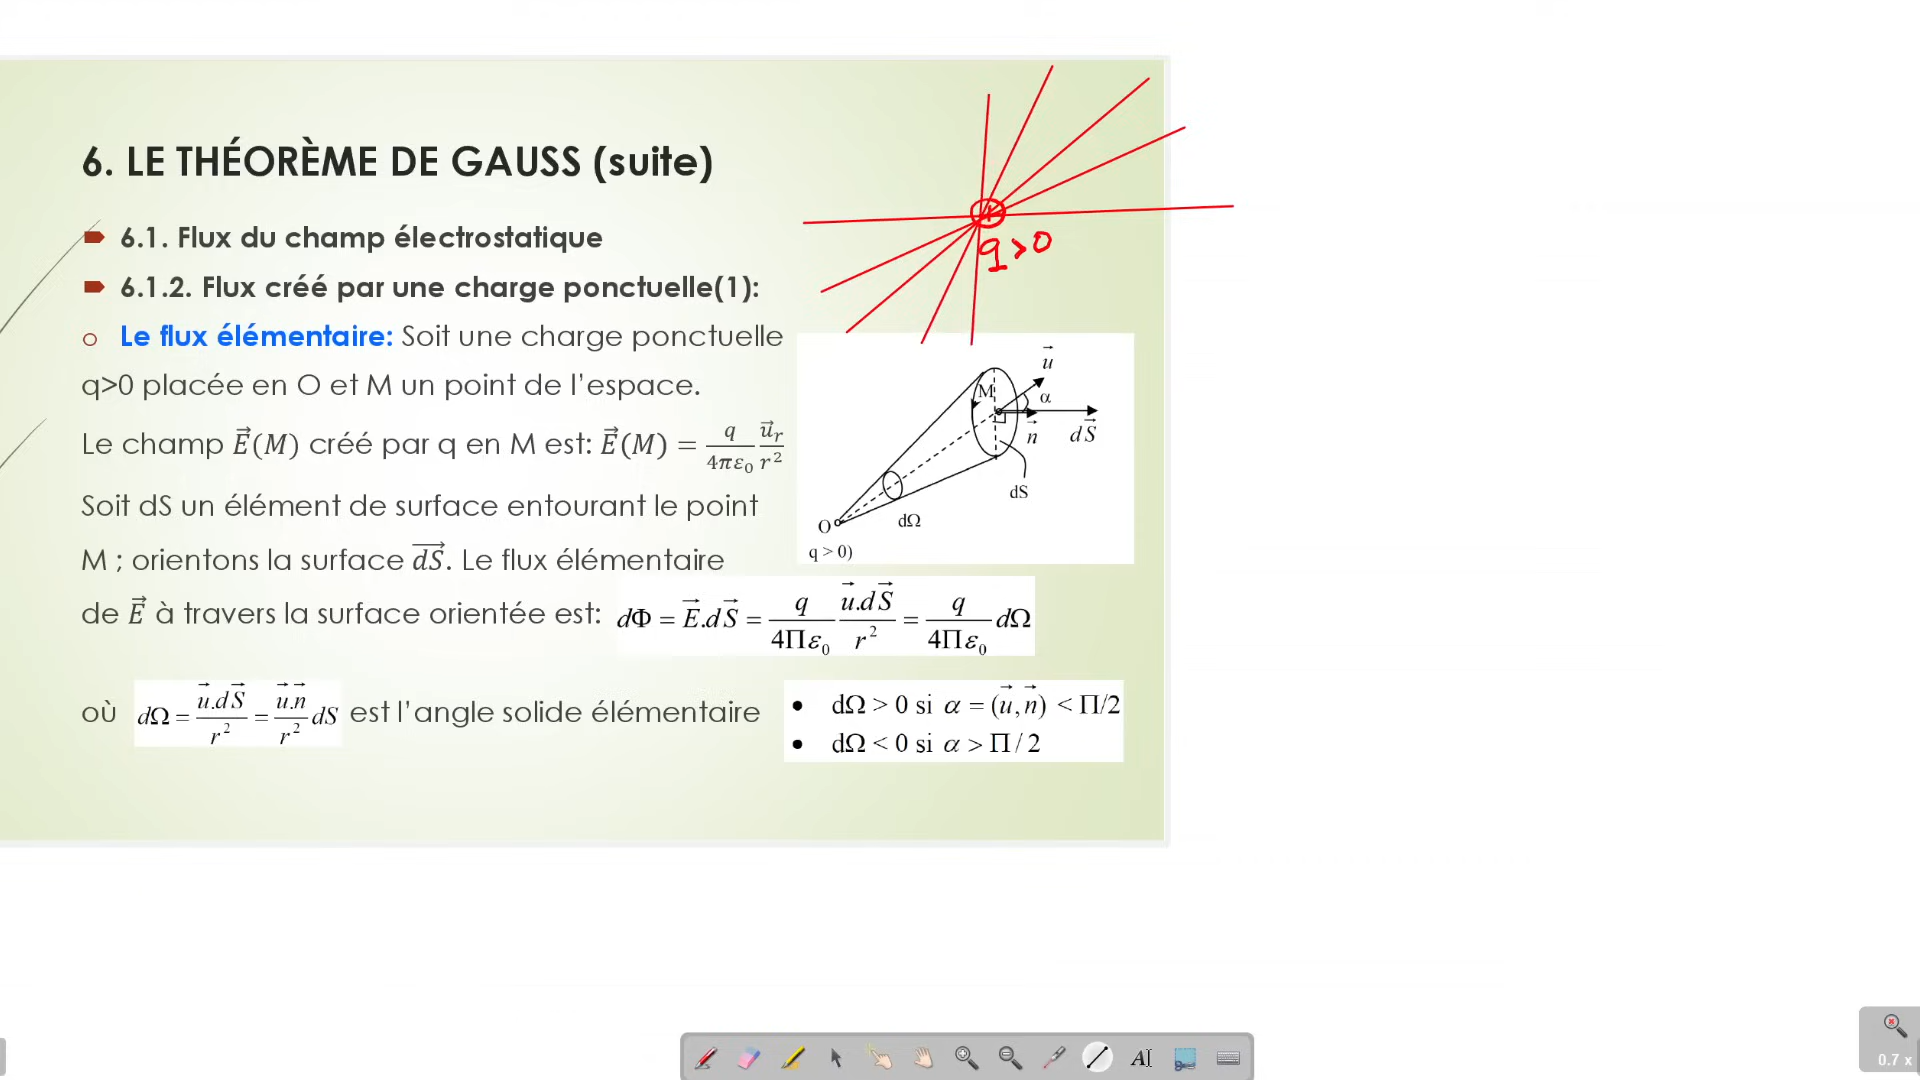 6. LE THÉORÈME DE GAUSS (suite)
6.1. Flux du champ électrostatique
6.1.2. Flux créé par une charge ponctuelle(1):
Le flux élémentaire: Soit une charge ponctuelle
q>0 placée en O et M un point de l’espace.
Le champ E⃗(M) créé par q en M est: E⃗(M) = q/(4πε₀) u⃗r/r²
Soit dS un élément de surface entourant le point
M ; orientons la surface dS⃗. Le flux élémentaire
de E⃗ à travers la surface orientée est: dΦ = E⃗.dS⃗ = q/(4Πε₀) u⃗.dS⃗/r² = q/(4Πε₀) dΩ
où dΩ = u⃗.dS⃗/r² = u⃗.n⃗/r² dS est l’angle solide élémentaire
• dΩ > 0 si α = (u⃗,n⃗) < Π/2
• dΩ < 0 si α > Π / 2
+
q>0
u⃗
M
α
n⃗
dS⃗
dS
O
dΩ
q > 0)
AI
0.7 x